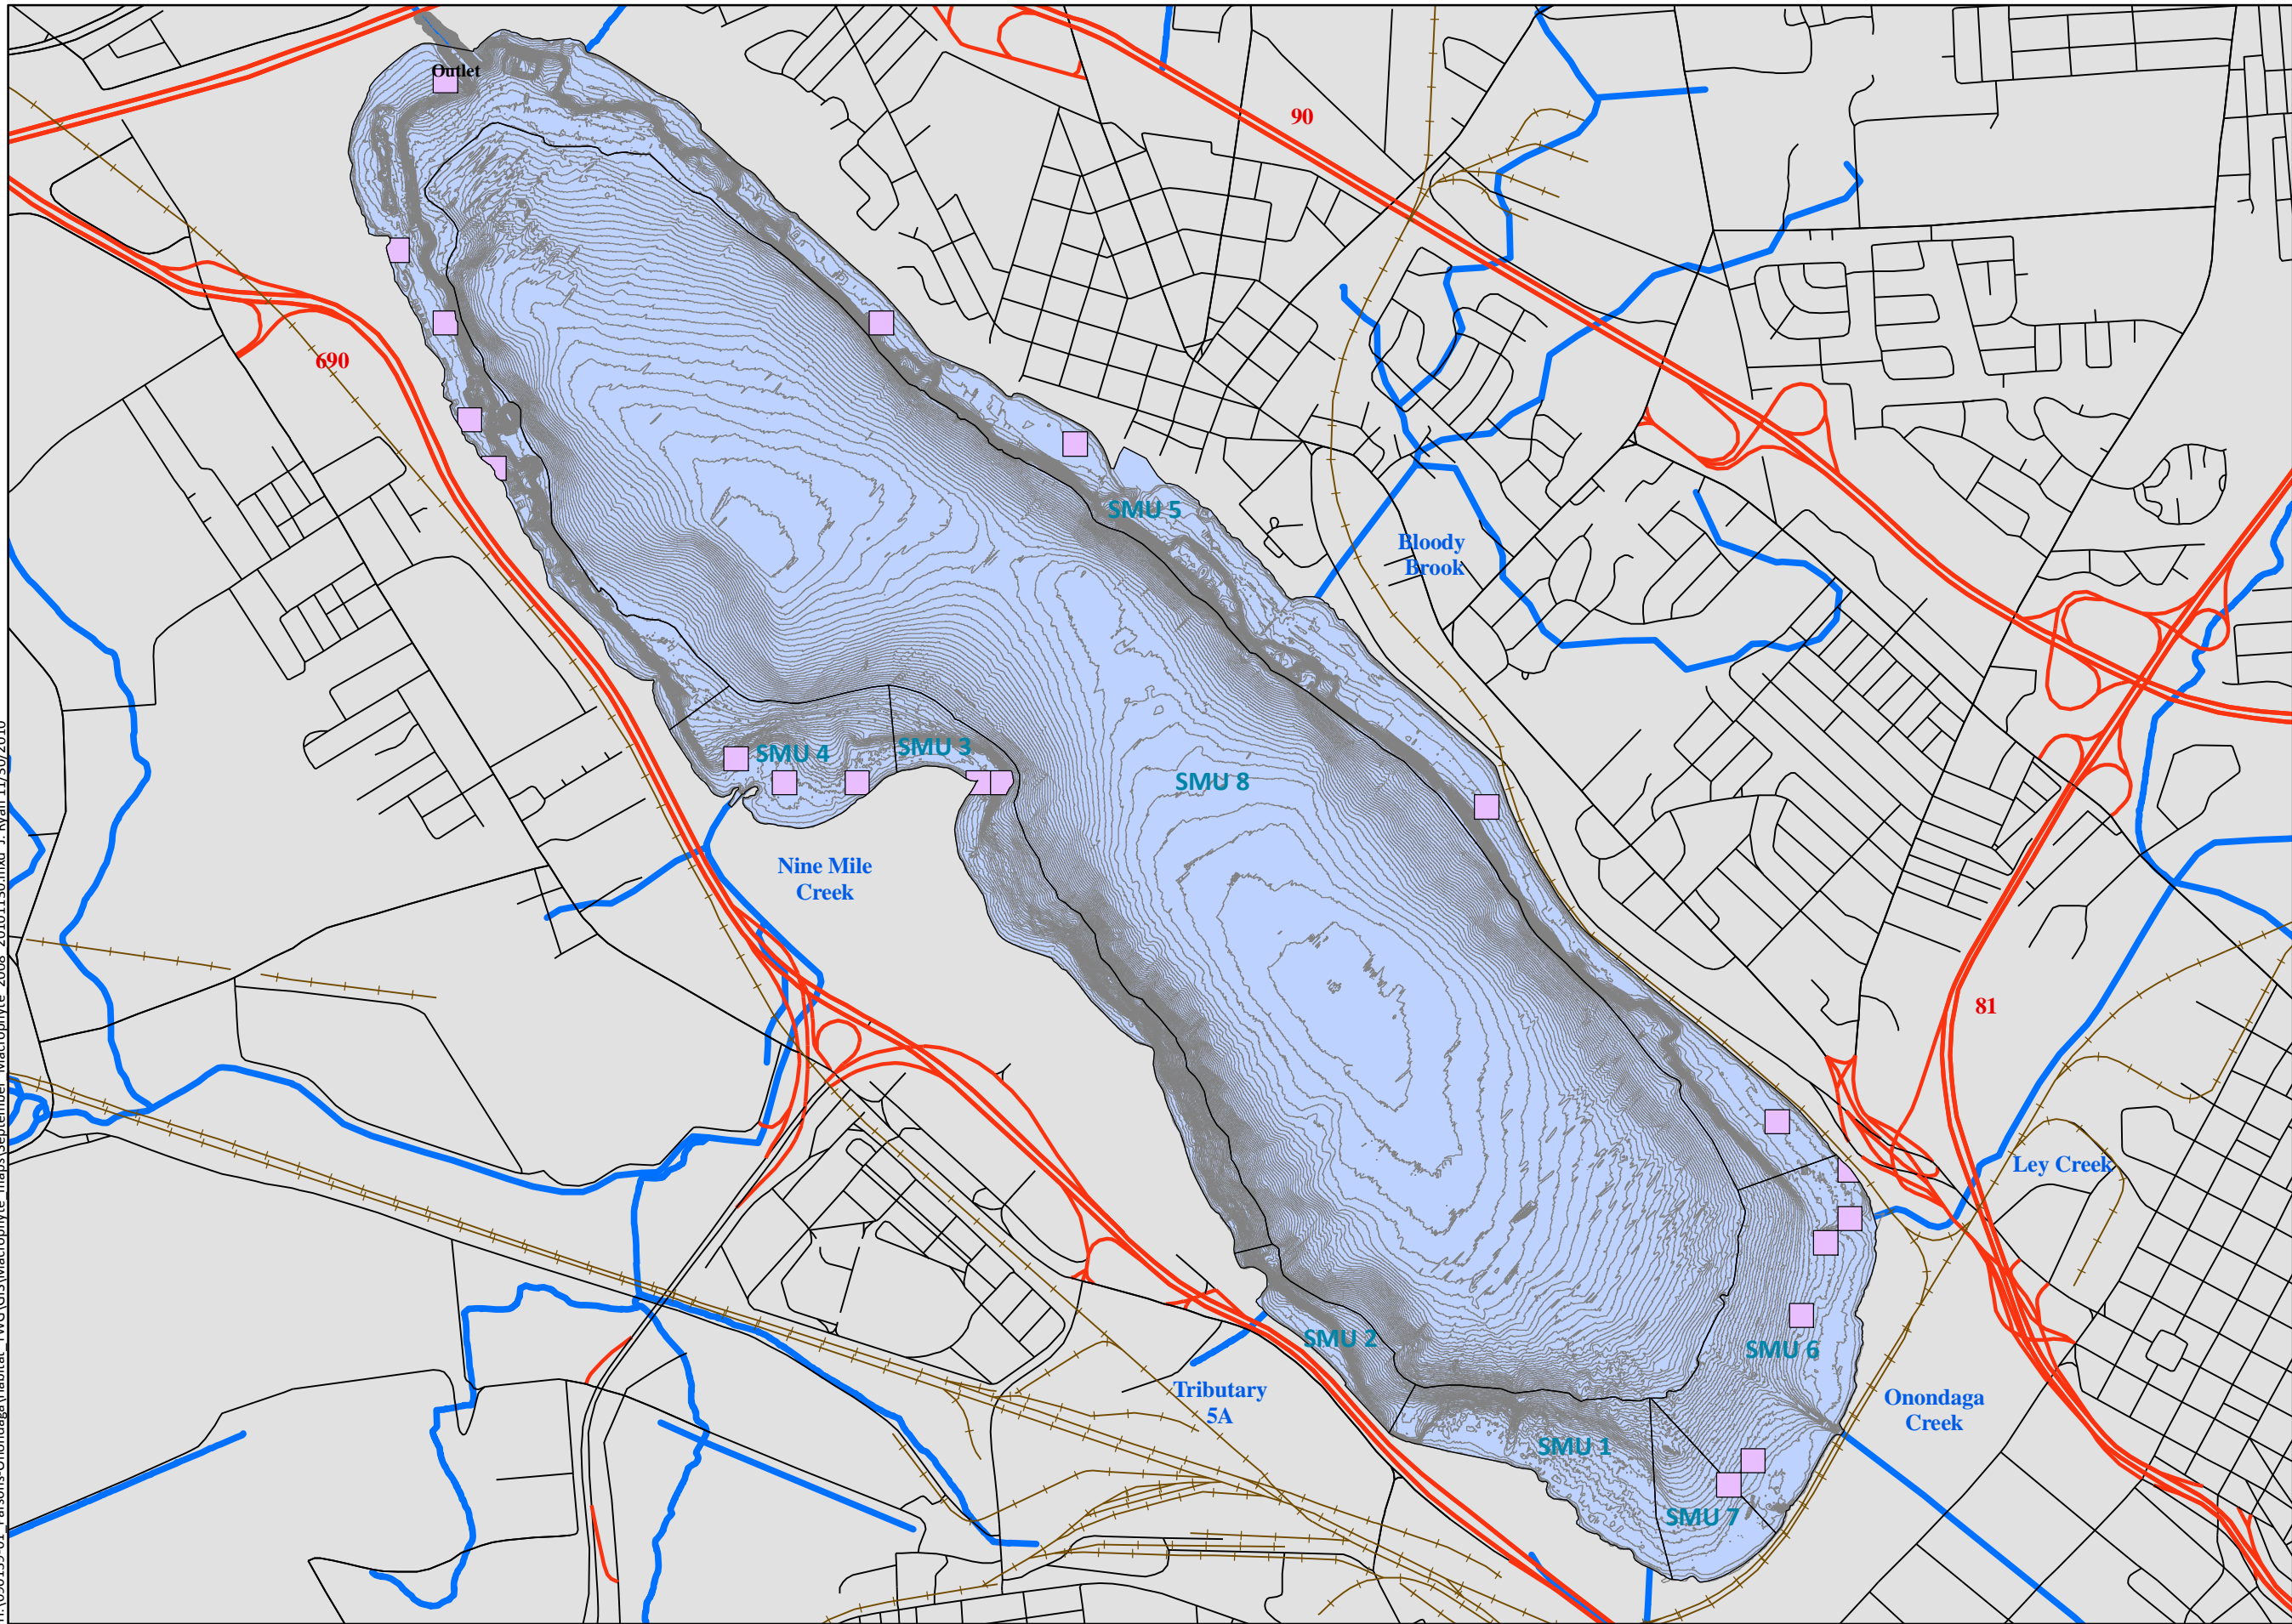 Outlet
90
690
SMU 5
Bloody
Brook
SMU 4
SMU 3
SMU 8
Nine Mile
Creek
81
Ley Creek
SMU 2
SMU 6
Tributary
5A
Onondaga
Creek
SMU 1
SMU 7